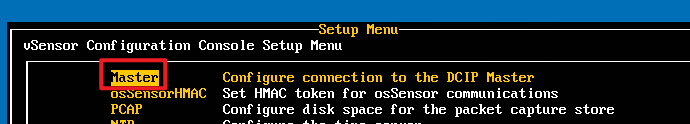 Setup Menu
vSensor Configuration Console Setup Menu
Master Configure connection to the DCIP Master
osSensorHMAC Set HMAC token for osSensor communications
PCAP Configure disk space for the packet capture store
NTP Configure the time server